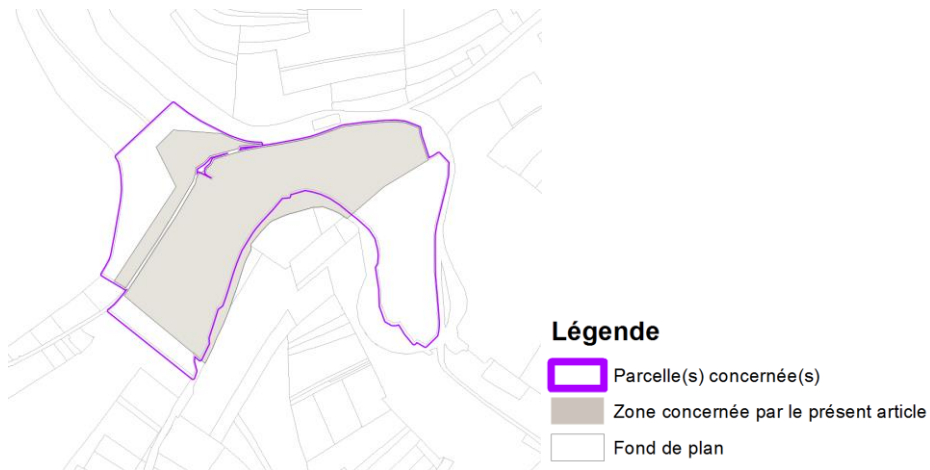 Légende
Parcelle(s) concernée(s)
Zone concernée par le présent article
Fond de plan